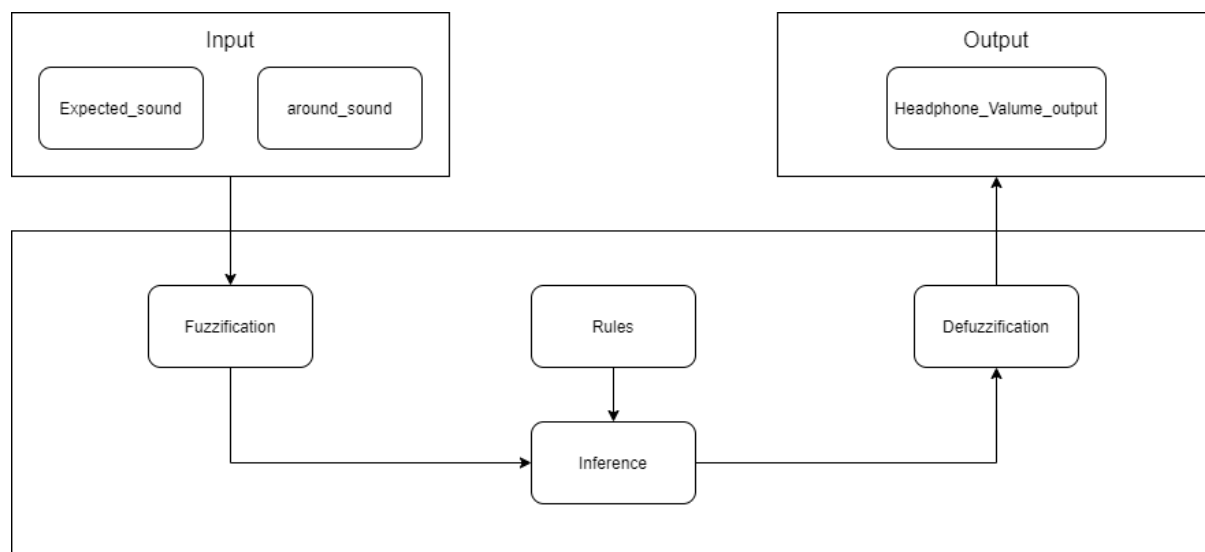 Input
Output
Expected_sound
around_sound
Headphone_Valume_output
Fuzzification
Rules
Defuzzification
Inference